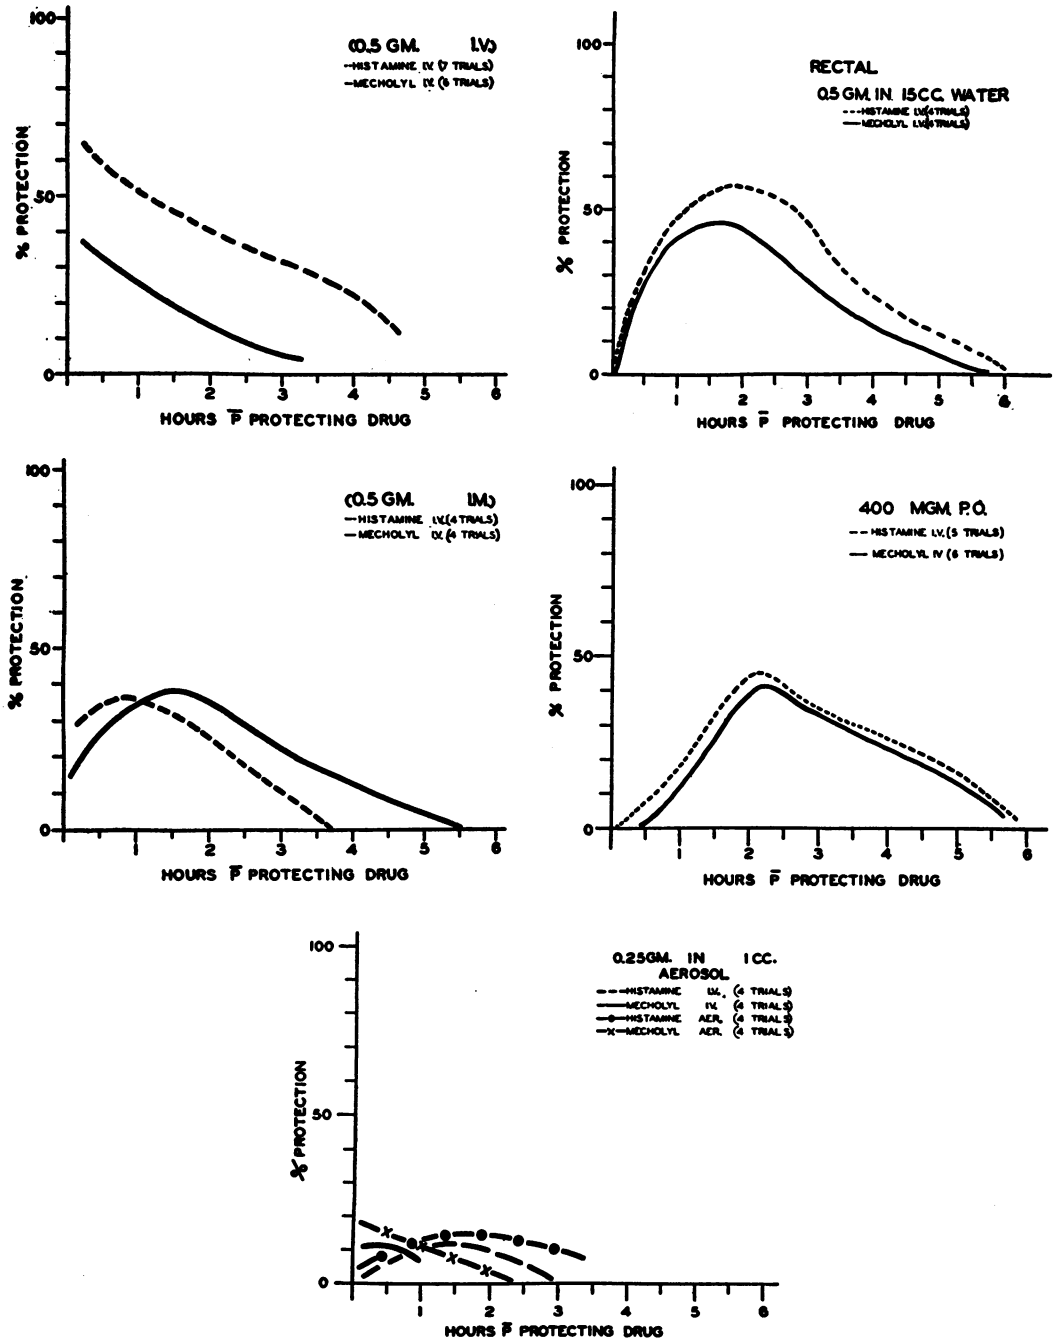 (0.5 GM. I.V.)
HISTAMINE I.V. (7 TRIALS)
MECHOLYL I.V. (6 TRIALS)
100
50
0
% PROTECTION
1 2 3 4 5 6
HOURS P̅ PROTECTING DRUG
RECTAL
0.5 GM. IN. 15CC. WATER
HISTAMINE I.V.(4 TRIALS)
MECHOLYL I.V.(4 TRIALS)
100
50
0
% PROTECTION
1 2 3 4 5 6
HOURS P̅ PROTECTING DRUG
(0.5 GM. I.M.)
HISTAMINE I.V.(4 TRIALS)
MECHOLYL I.V.(4 TRIALS)
100
50
0
% PROTECTION
1 2 3 4 5 6
HOURS P̅ PROTECTING DRUG
400 MGM. P.O.
HISTAMINE I.V. (5 TRIALS)
MECHOLYL IV (6 TRIALS)
100
50
0
% PROTECTION
1 2 3 4 5 6
HOURS P̅ PROTECTING DRUG
0.25GM. IN 1 CC.
AEROSOL
HISTAMINE I.V. (4 TRIALS)
MECHOLYL IV. (4 TRIALS)
HISTAMINE AER. (4 TRIALS)
MECHOLYL AER. (4 TRIALS)
100
50
0
% PROTECTION
1 2 3 4 5 6
HOURS P̅ PROTECTING DRUG